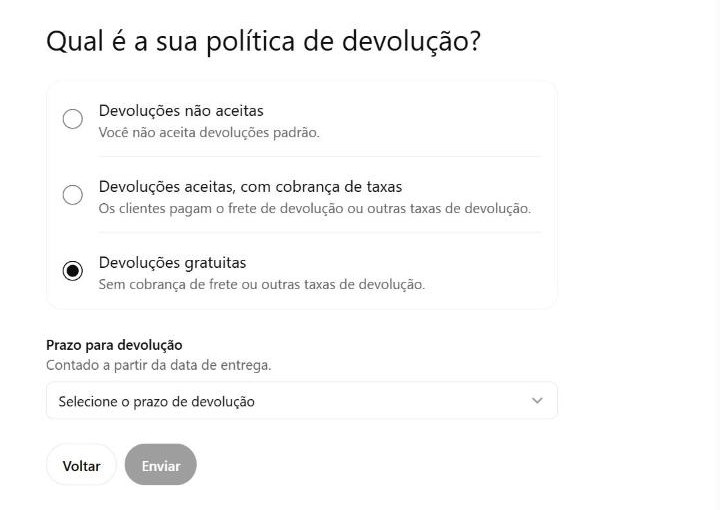 Qual é a sua política de devolução?
Devoluções não aceitas
Você não aceita devoluções padrão.
Devoluções aceitas, com cobrança de taxas
Os clientes pagam o frete de devolução ou outras taxas de devolução.
Devoluções gratuitas
Sem cobrança de frete ou outras taxas de devolução.
Prazo para devolução
Contado a partir da data de entrega.
Selecione o prazo de devolução
Voltar
Enviar